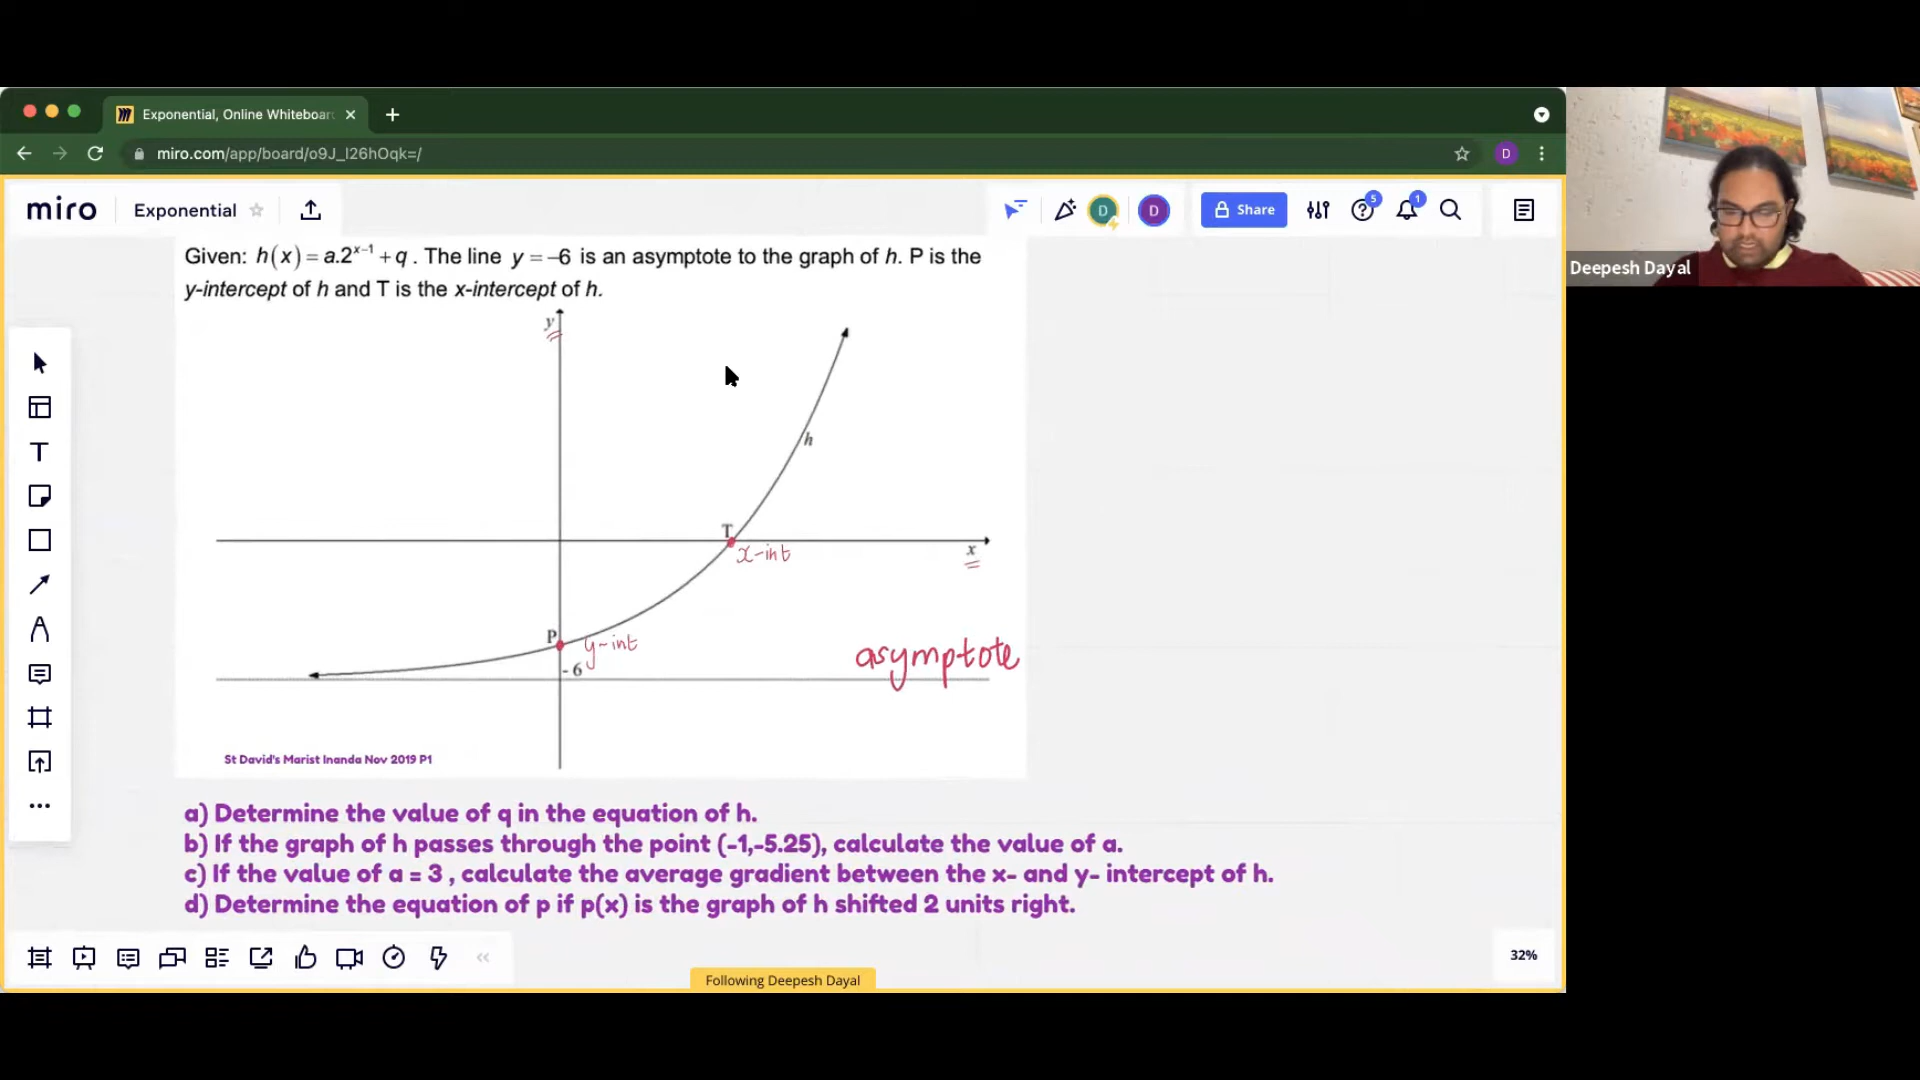 Exponential, Online Whiteboar
miro.com/app/board/o9J_l26hOqk=/
D
miro
Exponential
D
D
Share
5
1
Deepesh Dayal
Given: h(x) = a.2^{x-1} + q . The line y = -6 is an asymptote to the graph of h. P is the
y-intercept of h and T is the x-intercept of h.
y
h
T
x-int
x
P
y-int
asymptote
-6
St David's Marist Inanda Nov 2019 P1
a) Determine the value of q in the equation of h.
b) If the graph of h passes through the point (-1,-5.25), calculate the value of a.
c) If the value of a = 3 , calculate the average gradient between the x- and y- intercept of h.
d) Determine the equation of p if p(x) is the graph of h shifted 2 units right.
32%
Following Deepesh Dayal